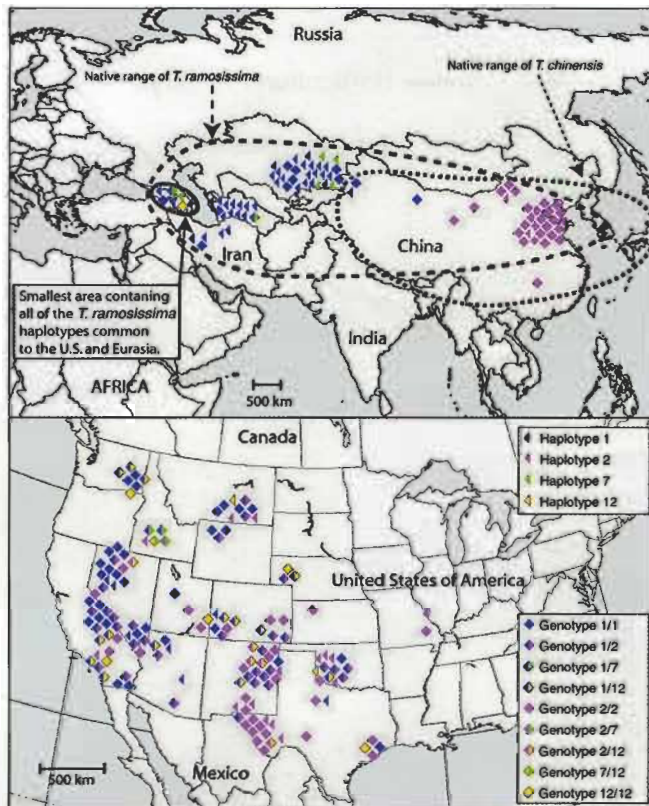 Russia
Native range of T. ramosissima
Native range of T. chinensis
Iran
China
Smallest area contaning
all of the T. ramosissima
haplotypes common
to the U.S. and Eurasia.
India
AFRICA
500 km
Canada
Haplotype 1
Haplotype 2
Haplotype 7
Haplotype 12
United States of America
Genotype 1/1
Genotype 1/2
Genotype 1/7
Genotype 1/12
Genotype 2/2
Genotype 2/7
Genotype 2/12
Genotype 7/12
Genotype 12/12
500 km
Mexico